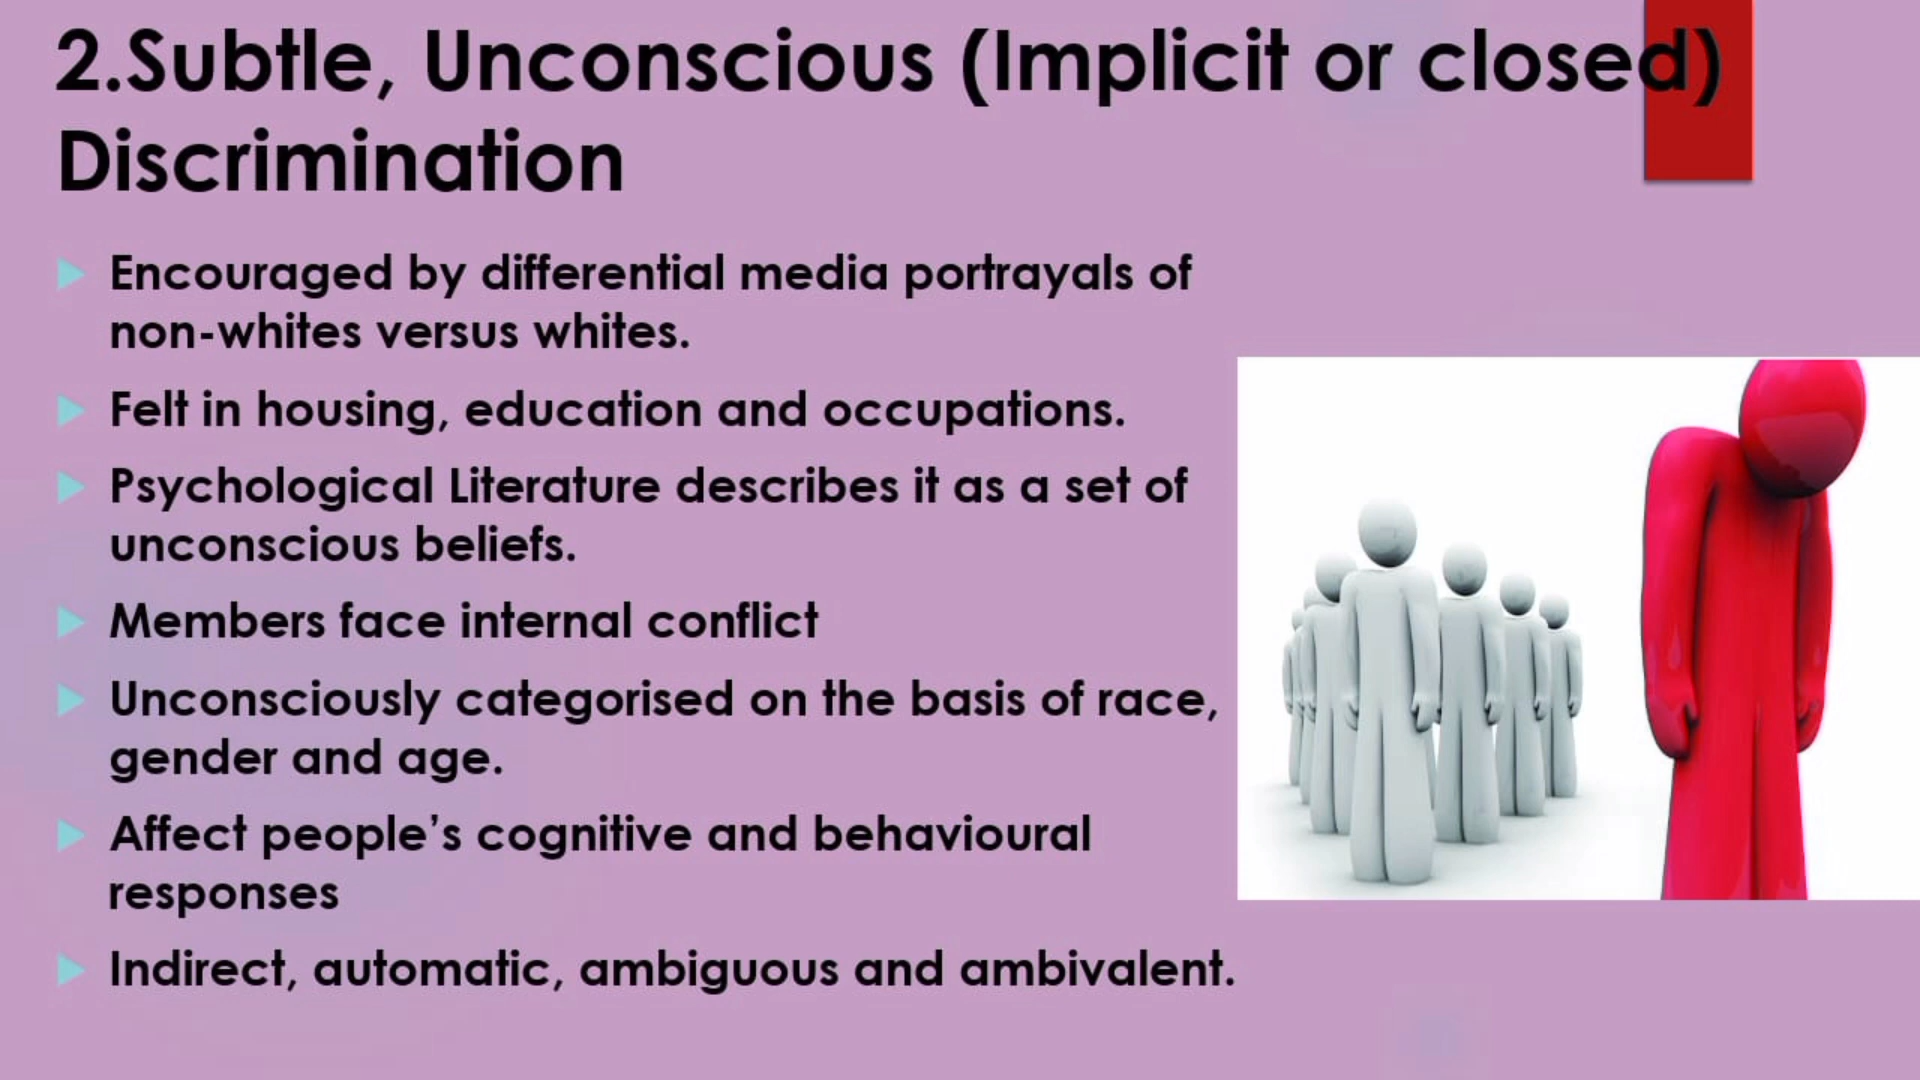 2.Subtle, Unconscious (Implicit or closed)
Discrimination
Encouraged by differential media portrayals of
non-whites versus whites.
Felt in housing, education and occupations.
Psychological Literature describes it as a set of
unconscious beliefs.
Members face internal conflict
Unconsciously categorised on the basis of race,
gender and age.
Affect people’s cognitive and behavioural
responses
Indirect, automatic, ambiguous and ambivalent.